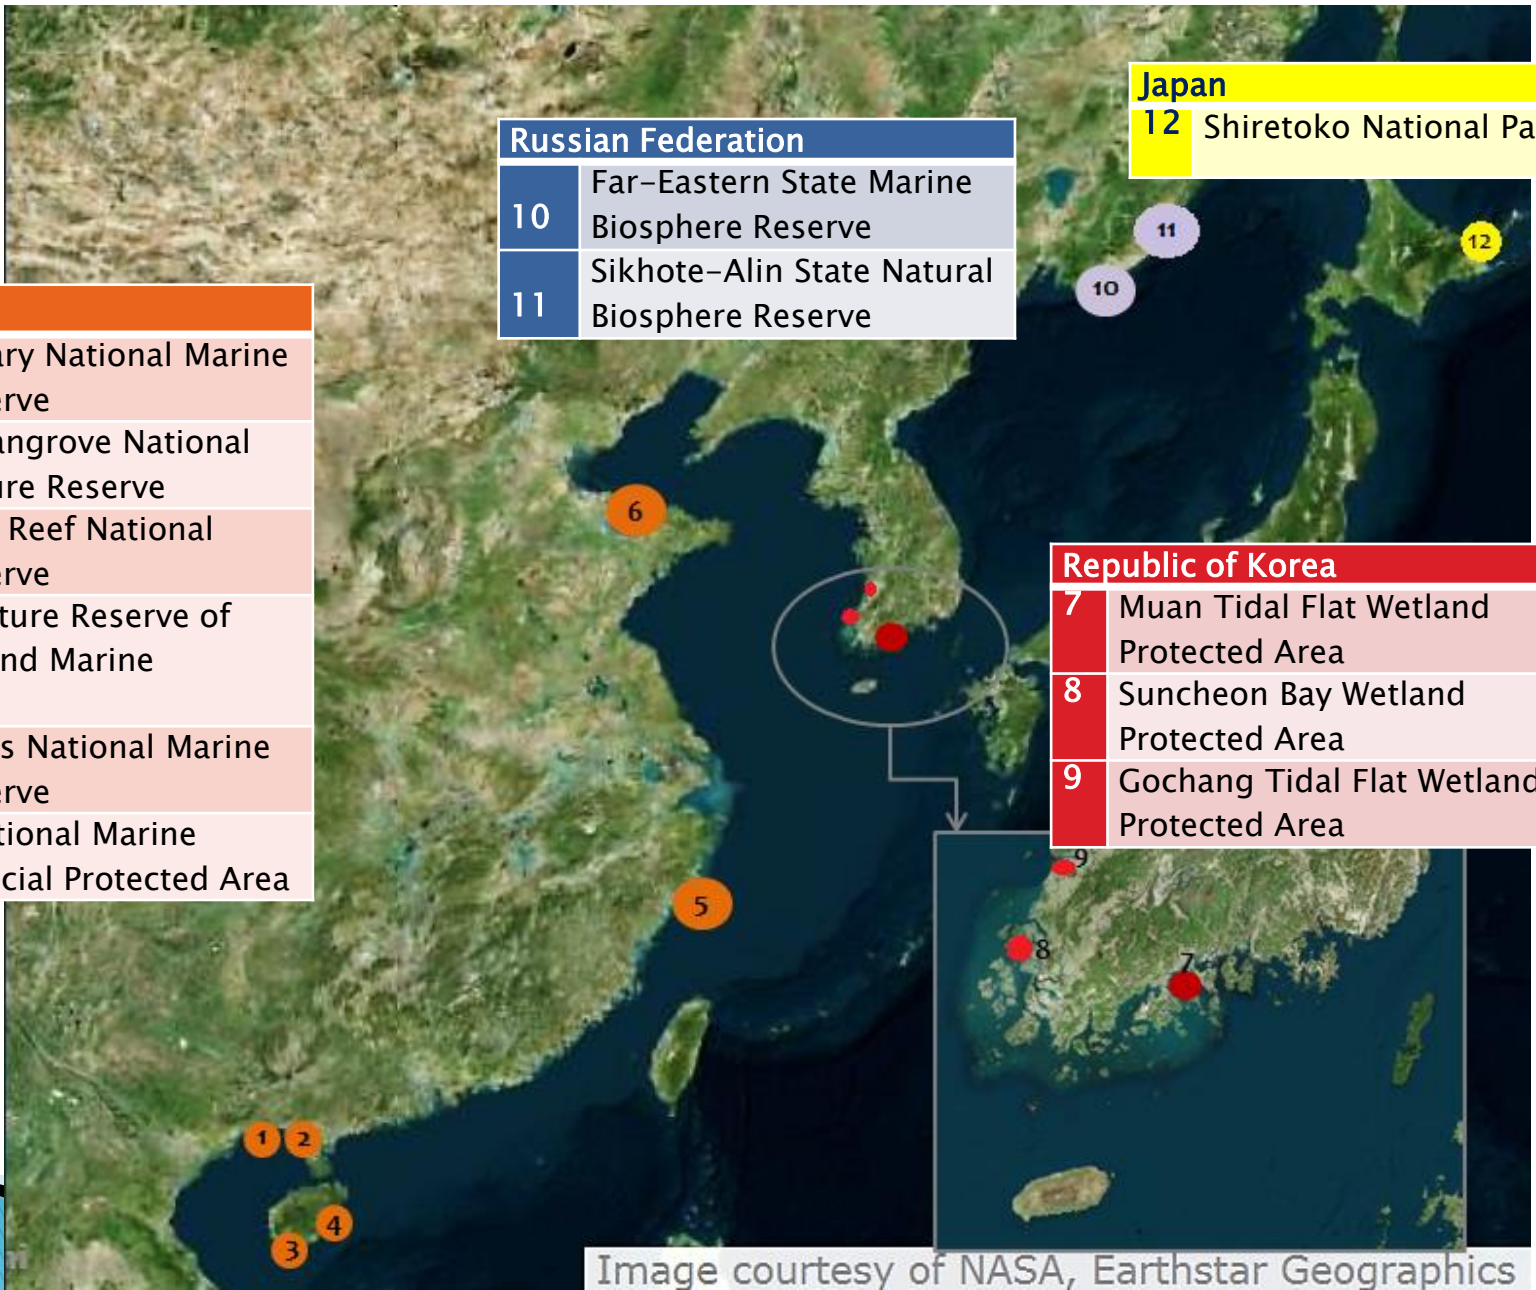 Japan
12 Shiretoko National Pa
Russian Federation
10 Far-Eastern State Marine
Biosphere Reserve
11 Sikhote-Alin State Natural
Biosphere Reserve
ary National Marine
erve
angrove National
ure Reserve
Reef National
erve
ture Reserve of
nd Marine
s National Marine
erve
tional Marine
cial Protected Area
Republic of Korea
7 Muan Tidal Flat Wetland
Protected Area
8 Suncheon Bay Wetland
Protected Area
9 Gochang Tidal Flat Wetland
Protected Area
11
12
10
6
5
9
8
7
1
2
4
3
Image courtesy of NASA, Earthstar Geographics